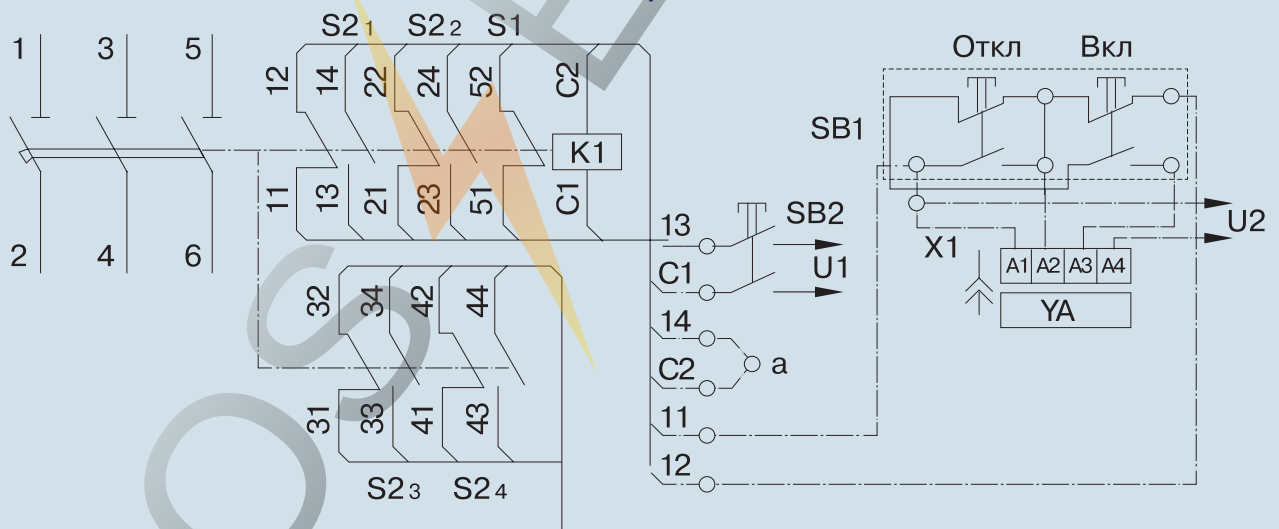 S2 1 S2 2 S1
1 3 5
12 14 22 24 52 C2
Откл Вкл
SB1
K1
11 13 21 23 51 C1
2 4 6
13 SB2
C1 U1
X1 U2
A1 A2 A3 A4
YA
32 34 42 44
14
C2 a
31 33 41 43
11
12
S2 3 S2 4
OS